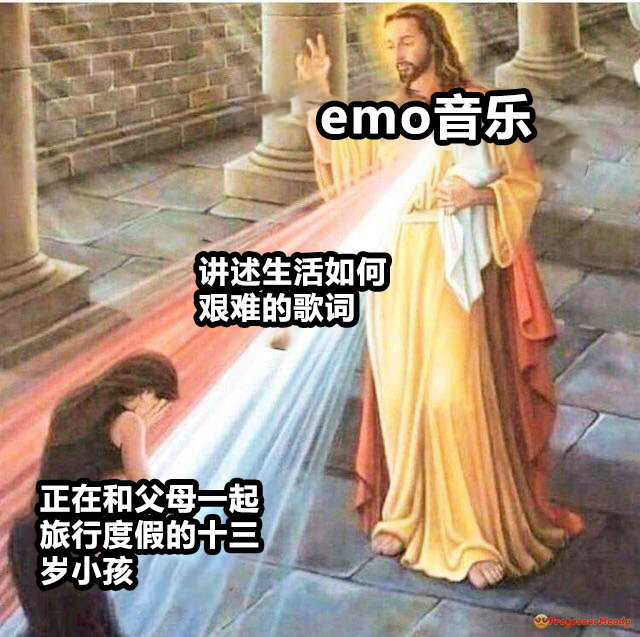 emo音乐
讲述生活如何
艰难的歌词
正在和父母一起
旅行度假的十三
岁小孩
ProfessorMoody